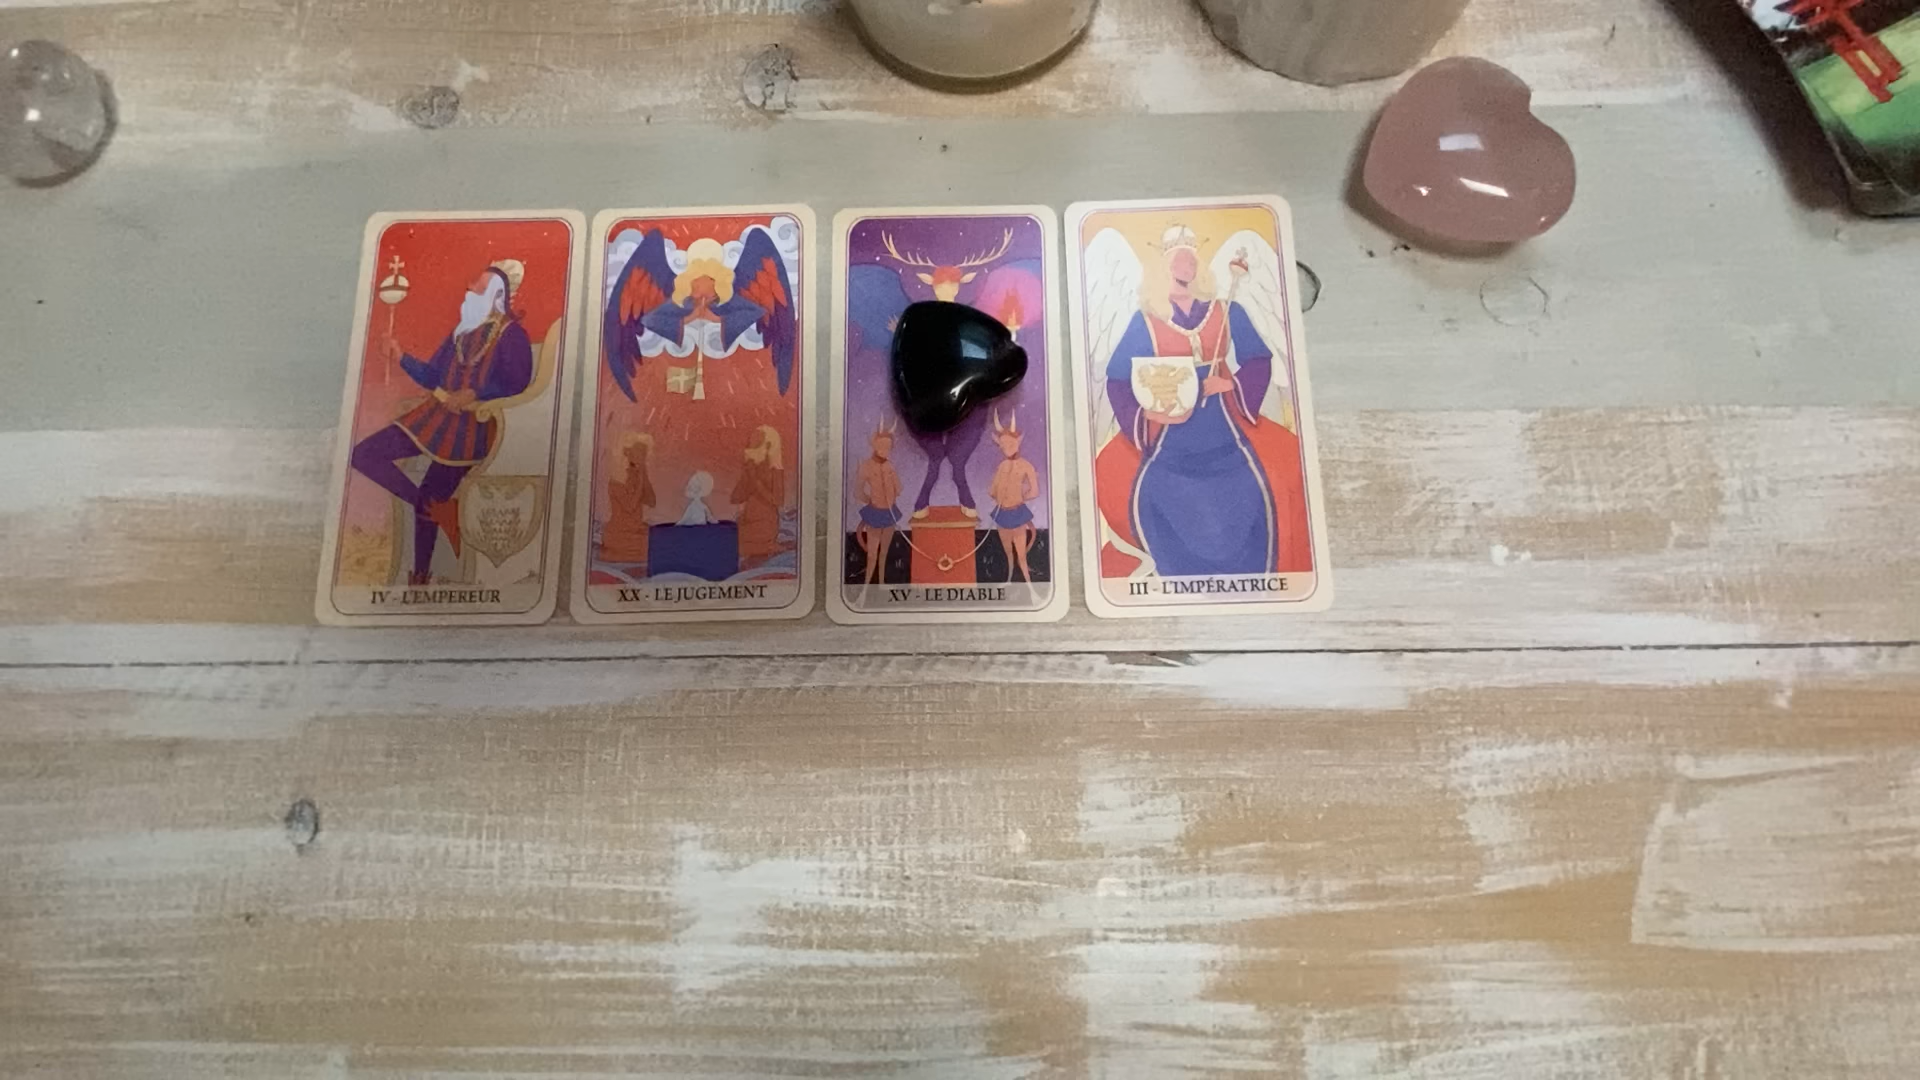 IV - L'EMPEREUR
XX - LE JUGEMENT
XV - LE DIABLE
III - L'IMPÉRATRICE